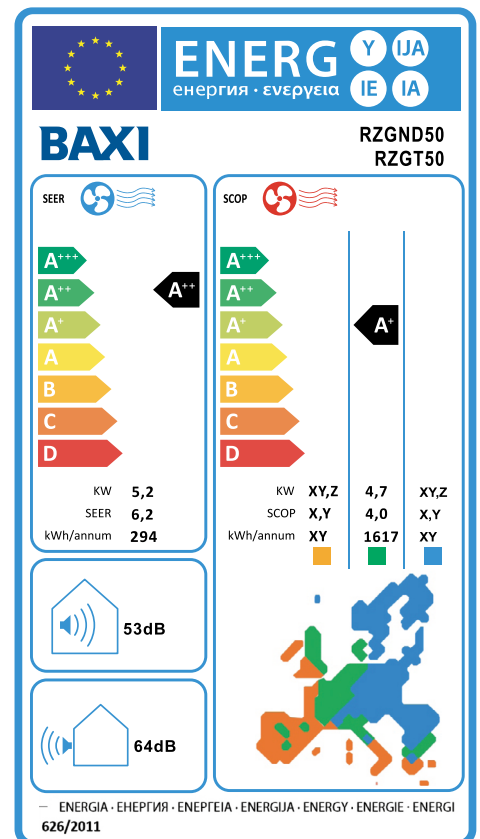 ENERG Y IJA
енергия · ενεργεια IE IA
BAXI
RZGND50
RZGT50
SEER
A+++
A++
A+
A
B
C
D
A++
KW 5,2
SEER 6,2
kWh/annum 294
SCOP
A+++
A++
A+
A
B
C
D
A+
KW XY,Z 4,7 XY,Z
SCOP X,Y 4,0 X,Y
kWh/annum XY 1617 XY
53dB
64dB
— ENERGIA · ЕНЕРГИЯ · ΕΝΕΡΓΕΙΑ · ENERGIJA · ENERGY · ENERGIE · ENERGI
626/2011